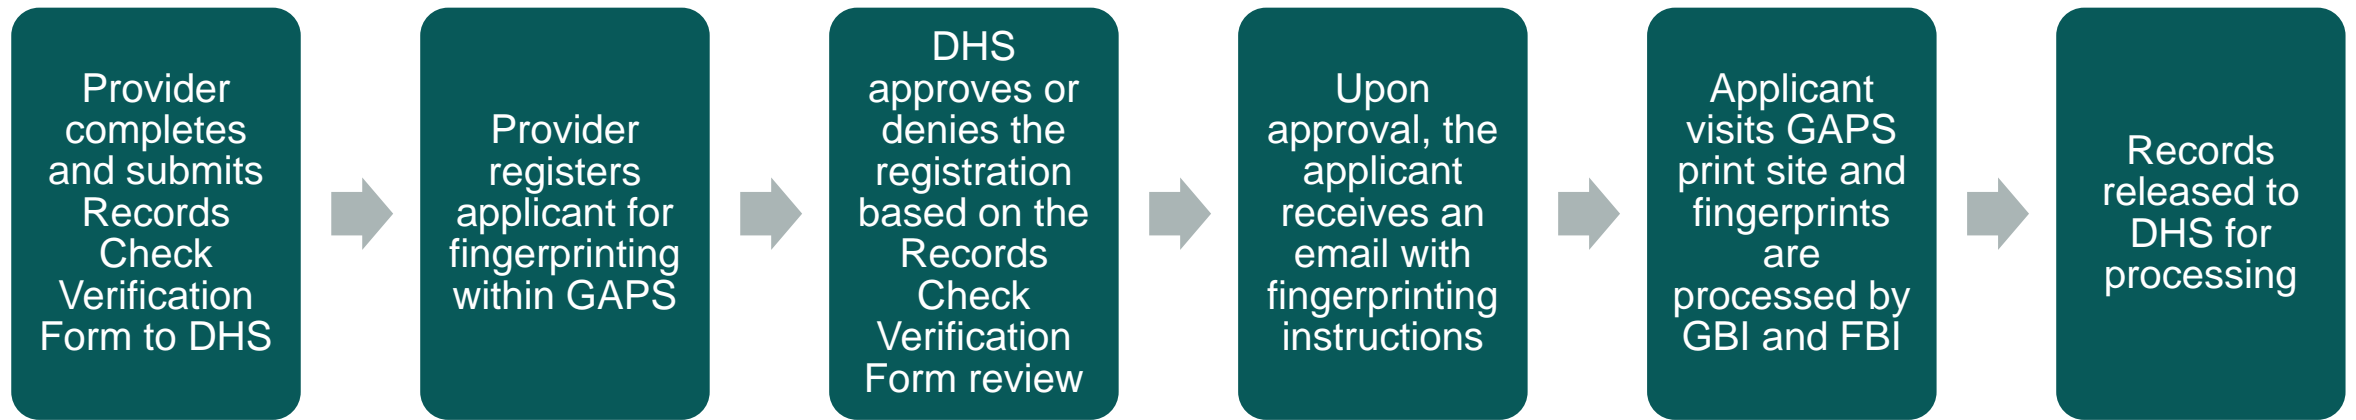 Provider
completes
and submits
Records
Check
Verification
Form to DHS
Provider
registers
applicant for
fingerprinting
within GAPS
DHS
approves or
denies the
registration
based on the
Records
Check
Verification
Form review
Upon
approval, the
applicant
receives an
email with
fingerprinting
instructions
Applicant
visits GAPS
print site and
fingerprints
are
processed by
GBI and FBI
Records
released to
DHS for
processing